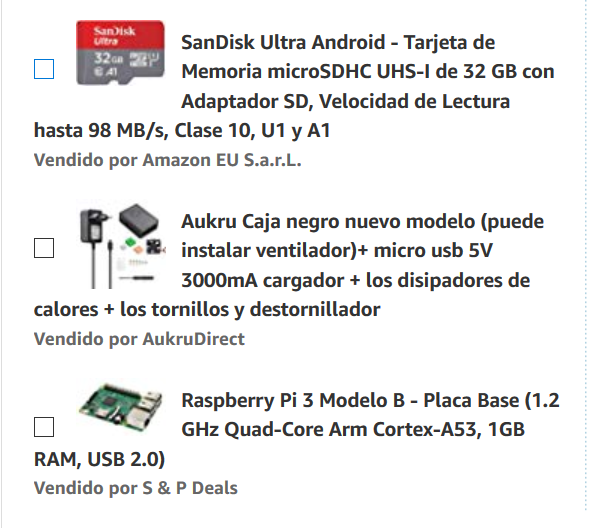 SanDisk
Ultra
32GB
A1
SanDisk Ultra Android - Tarjeta de
Memoria microSDHC UHS-I de 32 GB con
Adaptador SD, Velocidad de Lectura
hasta 98 MB/s, Clase 10, U1 y A1
Vendido por Amazon EU S.a.r.L.
Aukru Caja negro nuevo modelo (puede
instalar ventilador)+ micro usb 5V
3000mA cargador + los disipadores de
calores + los tornillos y destornillador
Vendido por AukruDirect
Raspberry Pi 3 Modelo B - Placa Base (1.2
GHz Quad-Core Arm Cortex-A53, 1GB
RAM, USB 2.0)
Vendido por S & P Deals